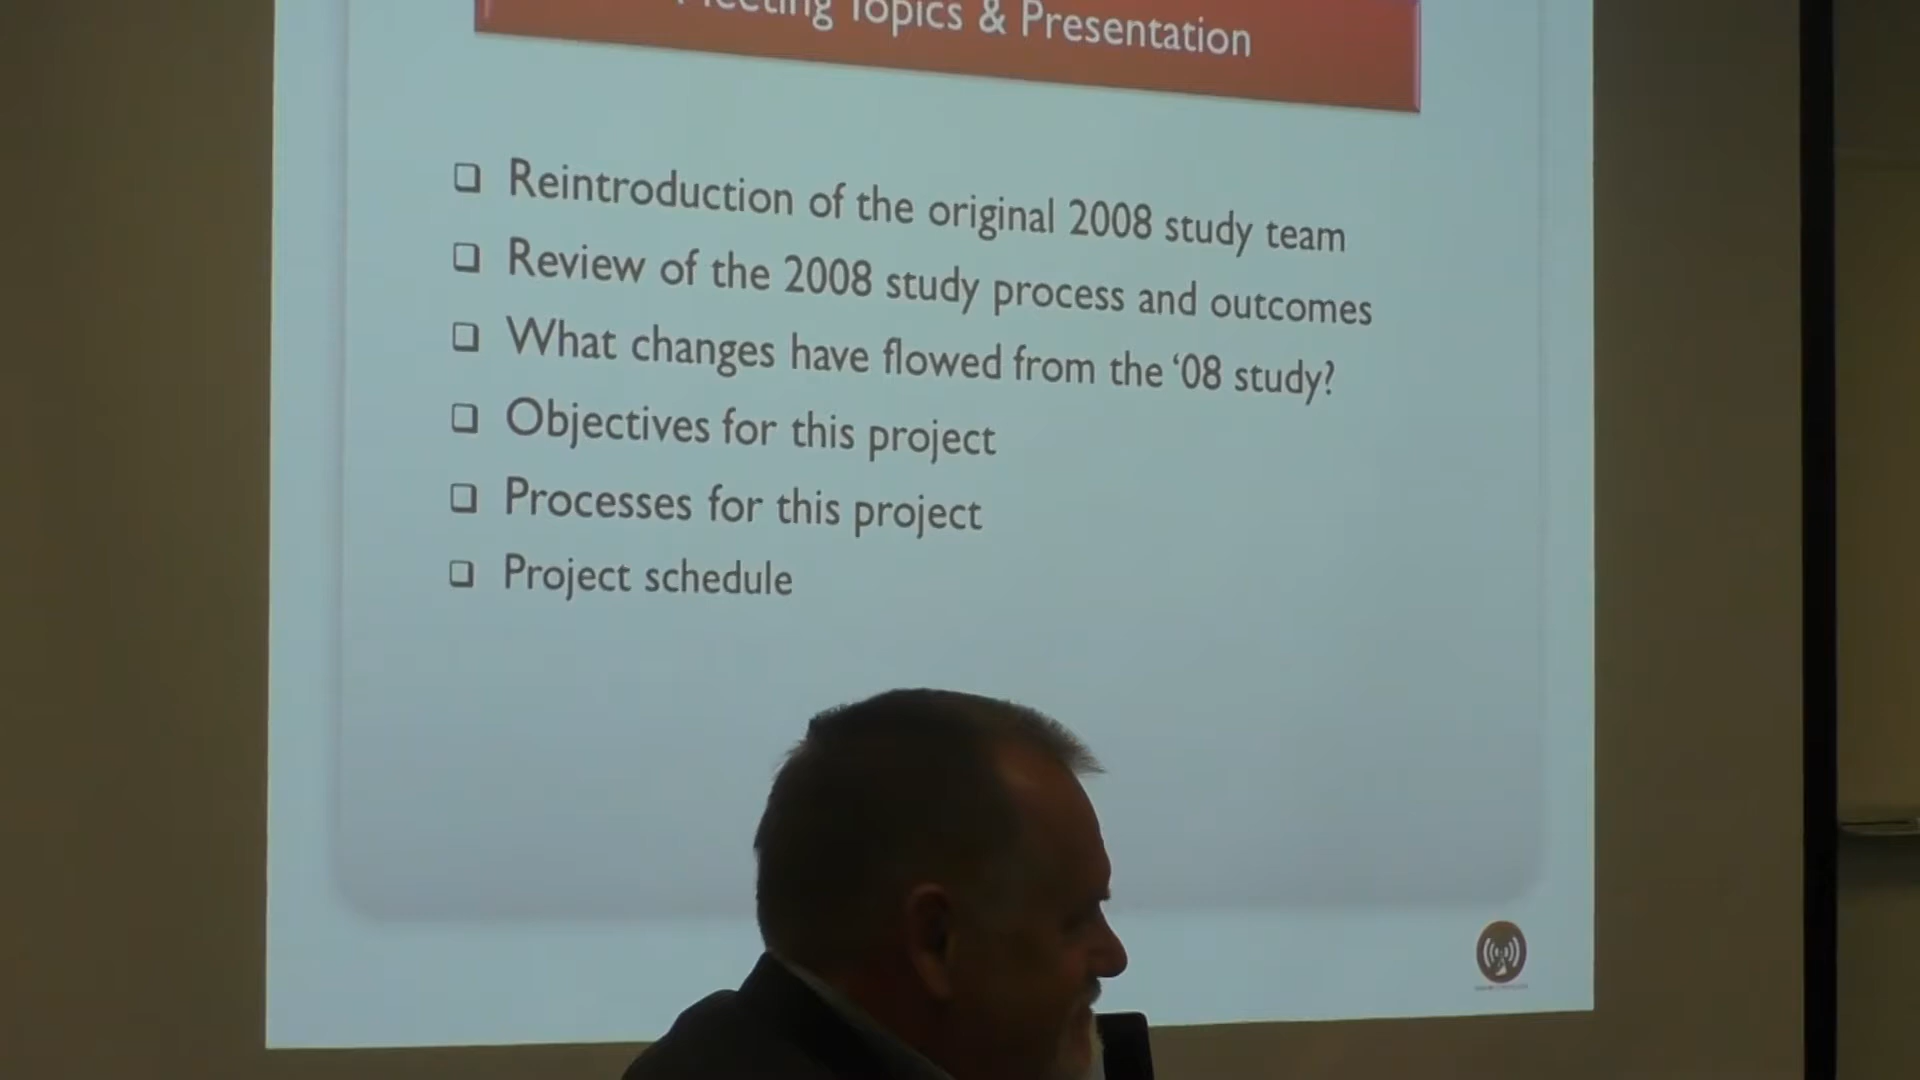 Meeting Topics & Presentation
❑ Reintroduction of the original 2008 study team
❑ Review of the 2008 study process and outcomes
❑ What changes have flowed from the ‘08 study?
❑ Objectives for this project
❑ Processes for this project
❑ Project schedule